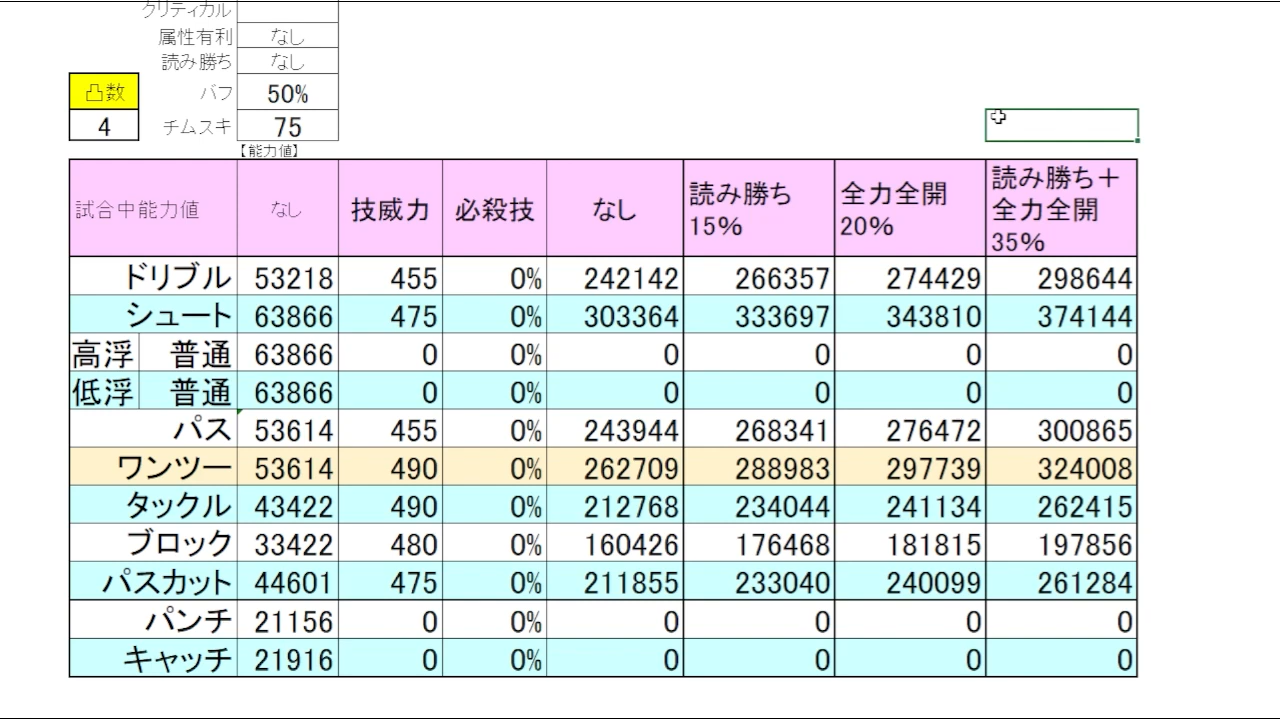 クリティカル
属性有利 なし
読み勝ち なし
凸数 バフ 50%
4 チムスキ 75
【能力値】
試合中能力値 なし 技威力 必殺技 なし 読み勝ち 15% 全力全開 20% 読み勝ち＋全力全開 35%
ドリブル 53218 455 0% 242142 266357 274429 298644
シュート 63866 475 0% 303364 333697 343810 374144
高浮 普通 63866 0 0% 0 0 0 0
低浮 普通 63866 0 0% 0 0 0 0
パス 53614 455 0% 243944 268341 276472 300865
ワンツー 53614 490 0% 262709 288983 297739 324008
タックル 43422 490 0% 212768 234044 241134 262415
ブロック 33422 480 0% 160426 176468 181815 197856
パスカット 44601 475 0% 211855 233040 240099 261284
パンチ 21156 0 0% 0 0 0 0
キャッチ 21916 0 0% 0 0 0 0